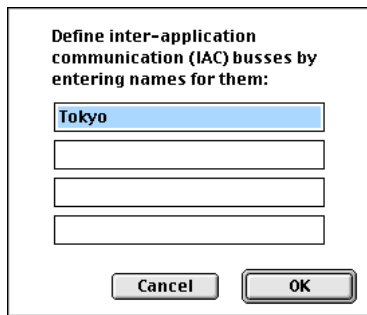 Define inter-application
communication (IAC) busses by
entering names for them:
Tokyo
Cancel
OK